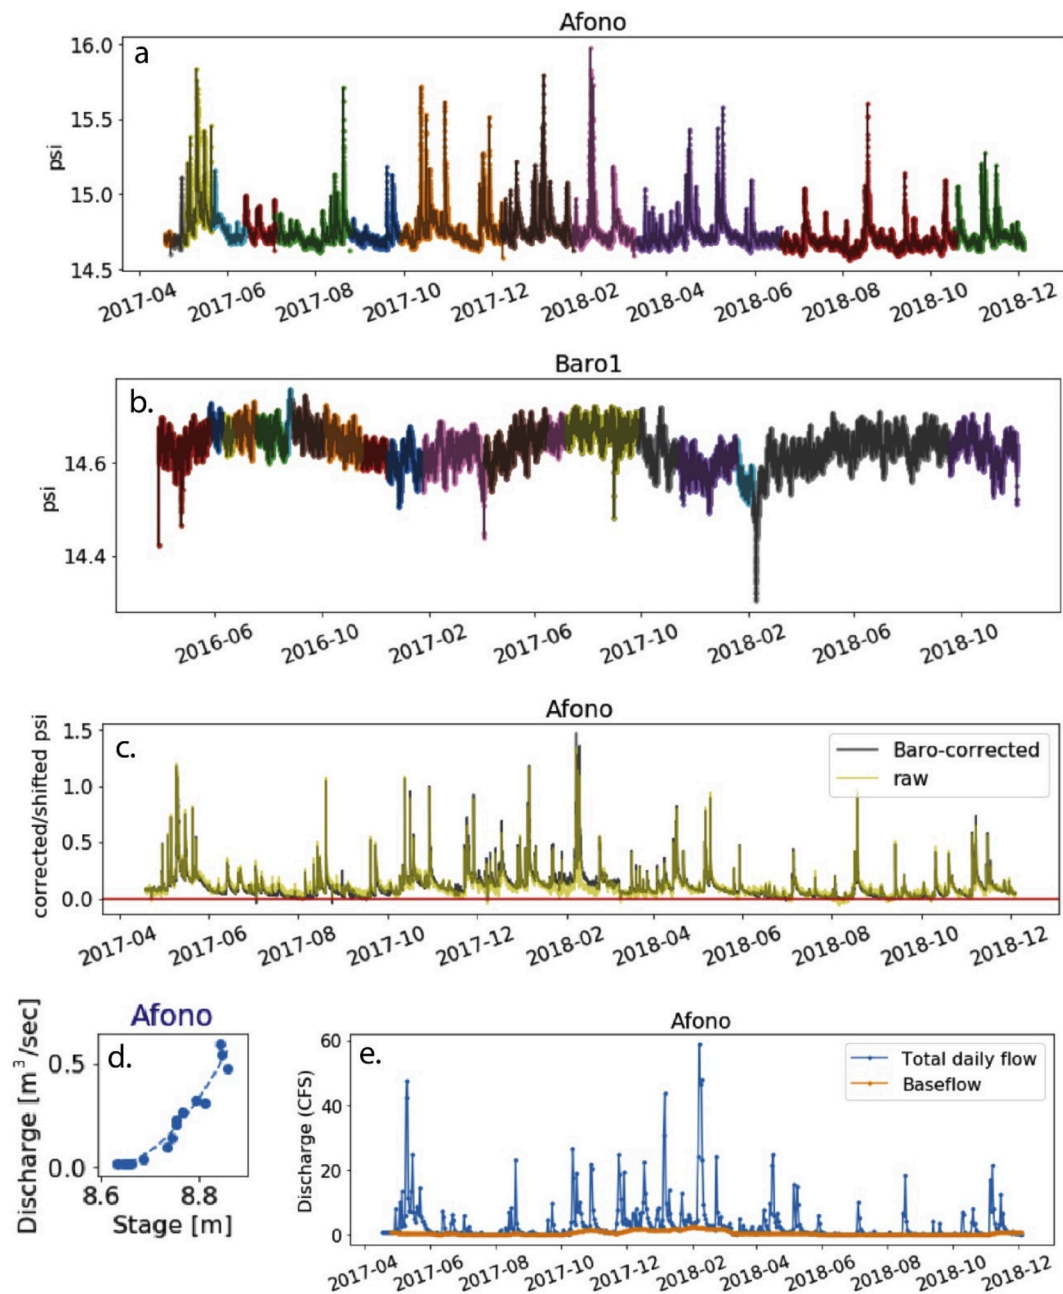 Afono
a
16.0
15.5
15.0
14.5
psi
2017-04 2017-06 2017-08 2017-10 2017-12 2018-02 2018-04 2018-06 2018-08 2018-10 2018-12
Baro1
b.
14.6
14.4
psi
2016-06 2016-10 2017-02 2017-06 2017-10 2018-02 2018-06 2018-10
Afono
c.
1.5
1.0
0.5
0.0
corrected/shifted psi
Baro-corrected
raw
2017-04 2017-06 2017-08 2017-10 2017-12 2018-02 2018-04 2018-06 2018-08 2018-10 2018-12
Afono
d.
0.5
0.0
Discharge [m³/sec]
8.6 8.8
Stage [m]
Afono
e.
60
40
20
0
Discharge (CFS)
Total daily flow
Baseflow
2017-04 2017-06 2017-08 2017-10 2017-12 2018-02 2018-04 2018-06 2018-08 2018-10 2018-12